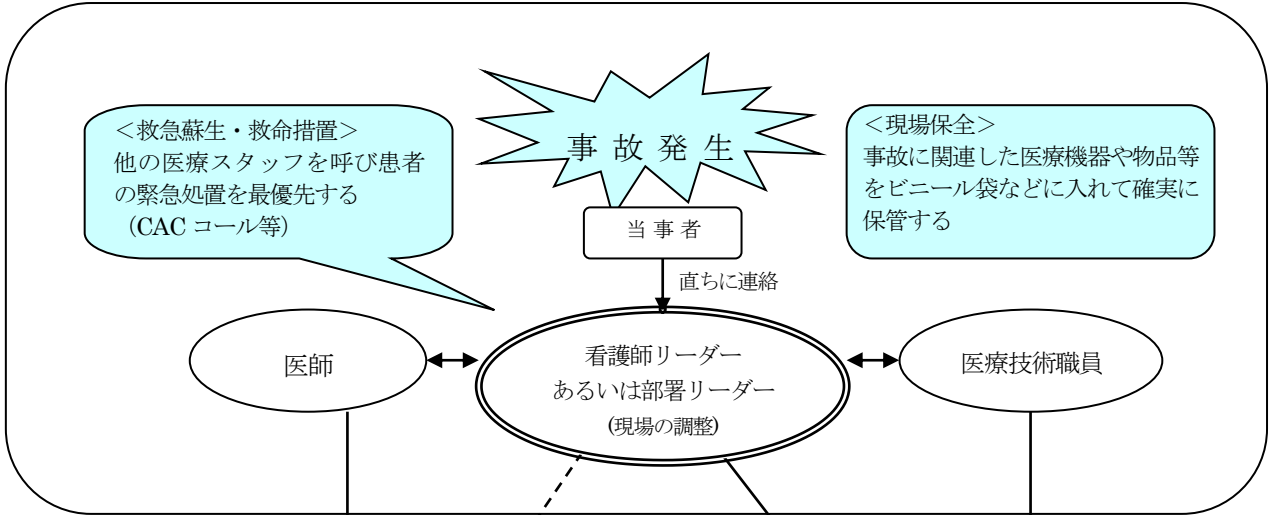 事 故 発 生
＜救急蘇生・救命措置＞
他の医療スタッフを呼び患者
の緊急処置を最優先する
（CAC コール等）
＜現場保全＞
事故に関連した医療機器や物品等
をビニール袋などに入れて確実に
保管する
当 事 者
直ちに連絡
医師
看護師リーダー
あるいは部署リーダー
(現場の調整)
医療技術職員